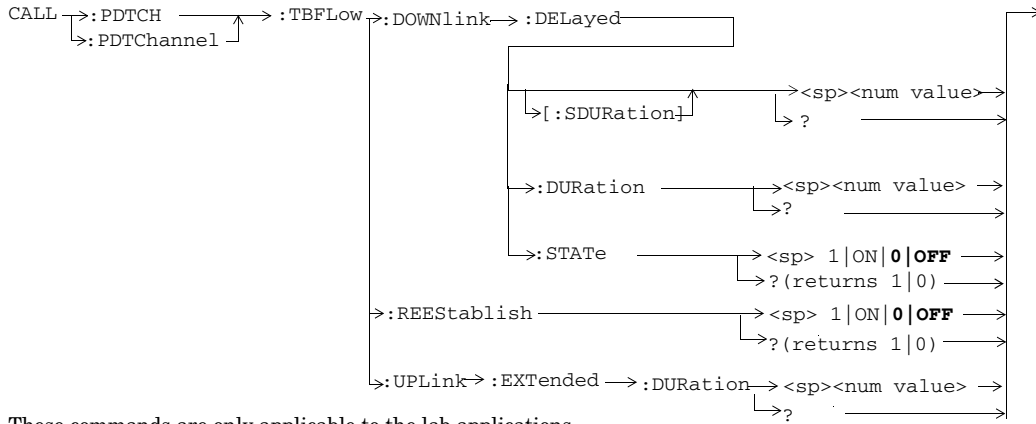 CALL :PDTCH :TBFLow :DOWNlink :DELayed
:PDTChannel
<sp><num value>
[:SDURation] ?
:DURation <sp><num value>
?
:STATe <sp> 1|ON|0|OFF
?(returns 1|0)
:REEStablish <sp> 1|ON|0|OFF
?(returns 1|0)
:UPLink :EXTended :DURation <sp><num value>
?
These commands are only applicable to the lab applications